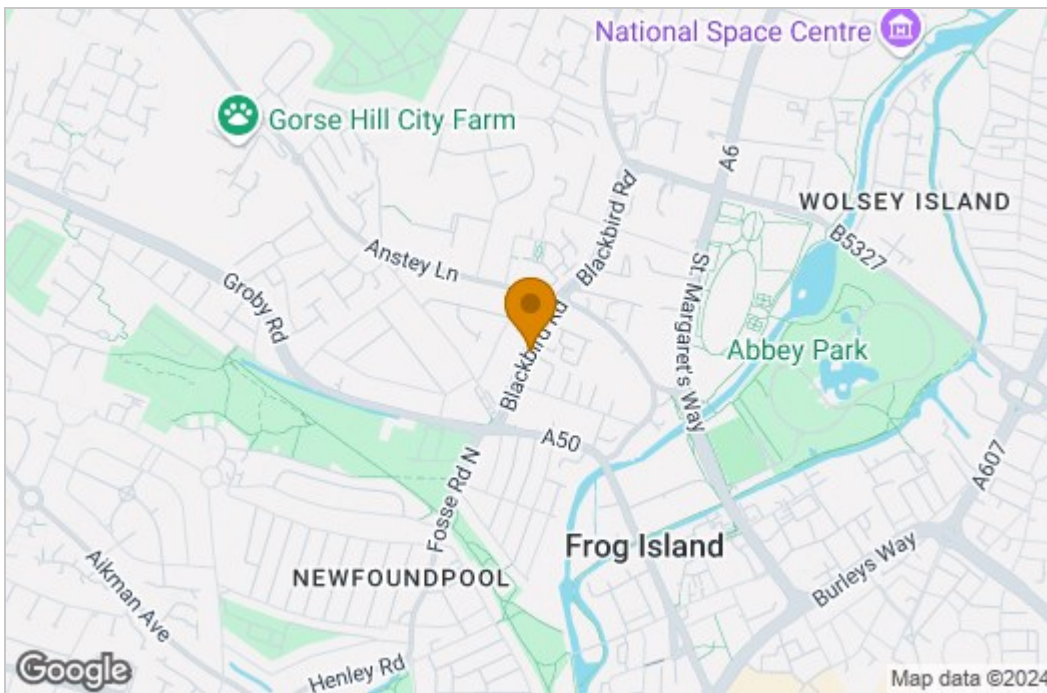 National Space Centre
Gorse Hill City Farm
A6
Blackbird Rd
WOLSEY ISLAND
B5327
Anstey Ln
Groby Rd
St. Margaret's Way
Blackbird Rd
Abbey Park
A50
A607
Fosse Rd N
Frog Island
NEWFOUNDPOOL
Burleys Way
Aikman Ave
Henley Rd
Google
Map data ©2024